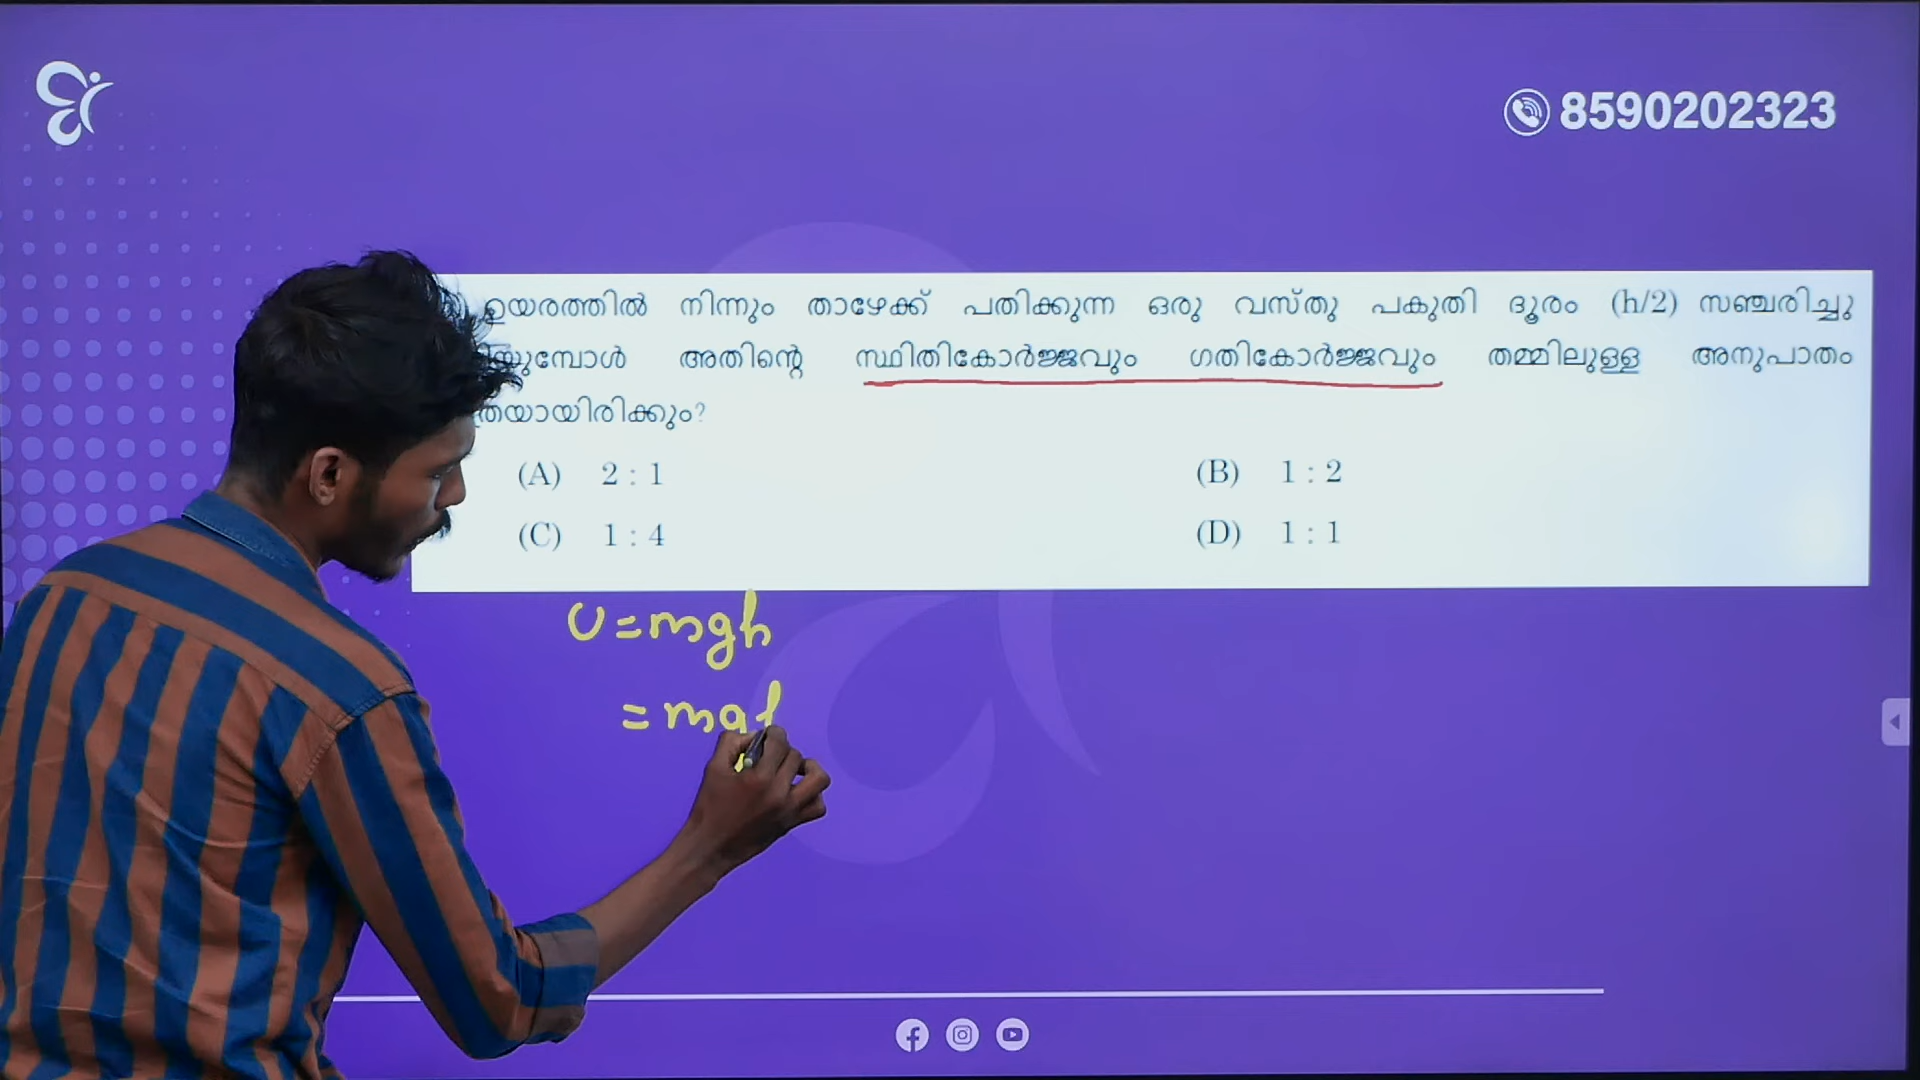 8590202323
ഉയരത്തിൽ നിന്നും താഴേക്ക് പതിക്കുന്ന ഒരു വസ്തു പകുതി ദൂരം (h/2) സഞ്ചരിച്ചു
അതിന്റെ സ്ഥിതികോർജ്ജവും ഗതികോർജ്ജവും തമ്മിലുള്ള അനുപാതം
(A) 2 : 1 (B) 1 : 2
(C) 1 : 4 (D) 1 : 1
U = mgh
= mg